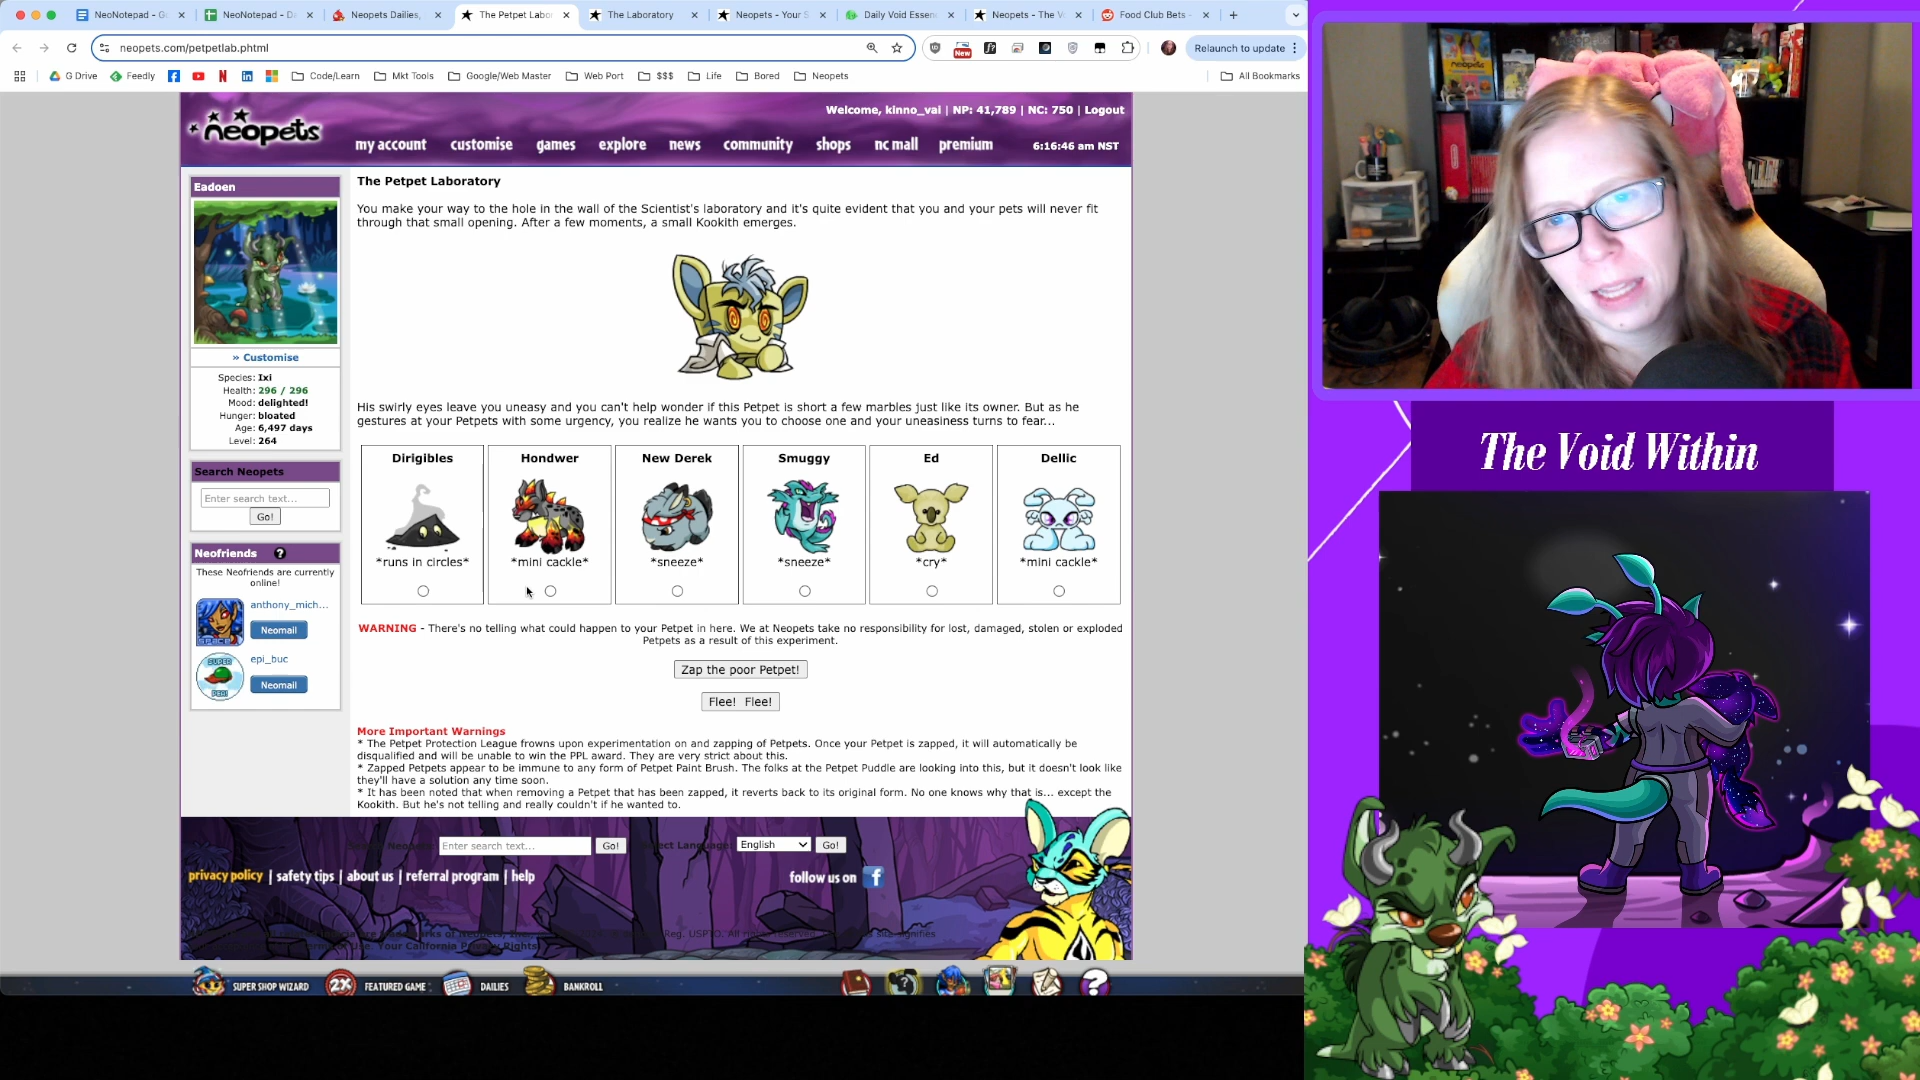 NeoNotepad - G
NeoNotepad - Da
Neopets Dailies,
The Petpet Labor
The Laboratory
Neopets - Your S
Daily Void Essen
Neopets - The Vo
Food Club Bets -
neopets.com/petpetlab.phtml
New
Relaunch to update
G Drive
Feedly
Code/Learn
Mkt Tools
Google/Web Master
Web Port
$$$
Life
Bored
Neopets
All Bookmarks
neopets
Welcome, kinno_vai | NP: 41,789 | NC: 750 | Logout
my account
customise
games
explore
news
community
shops
nc mall
premium
6:16:46 am NST
Eadoen
» Customise
Species: Ixi
Health: 296 / 296
Mood: delighted!
Hunger: bloated
Age: 6,497 days
Level: 264
Search Neopets
Enter search text...
Go!
Neofriends ?
These Neofriends are currently
online!
anthony_mich...
Neomail
epi_buc
Neomail
The Petpet Laboratory
You make your way to the hole in the wall of the Scientist's laboratory and it's quite evident that you and your pets will never fit
through that small opening. After a few moments, a small Kookith emerges.
His swirly eyes leave you uneasy and you can't help wonder if this Petpet is short a few marbles just like its owner. But as he
gestures at your Petpets with some urgency, you realize he wants you to choose one and your uneasiness turns to fear...
Dirigibles
Hondwer
New Derek
Smuggy
Ed
Dellic
*runs in circles*
*mini cackle*
*sneeze*
*sneeze*
*cry*
*mini cackle*
WARNING - There's no telling what could happen to your Petpet in here. We at Neopets take no responsibility for lost, damaged, stolen or exploded
Petpets as a result of this experiment.
Zap the poor Petpet!
Flee! Flee!
More Important Warnings
* The Petpet Protection League frowns upon experimentation on and zapping of Petpets. Once your Petpet is zapped, it will automatically be
disqualified and will be unable to win the PPL award. They are very strict about this.
* Zapped Petpets appear to be immune to any form of Petpet Paint Brush. The folks at the Petpet Puddle are looking into this, but it doesn't look like
they'll have a solution any time soon.
* It has been noted that when removing a Petpet that has been zapped, it reverts back to its original form. No one knows why that is... except the
Kookith. But he's not telling and really couldn't if he wanted to.
Enter search text...
Go!
English
Go!
privacy policy | safety tips | about us | referral program | help
follow us on
SUPER SHOP WIZARD
2X
FEATURED GAME
DAILIES
BANKROLL
The Void Within